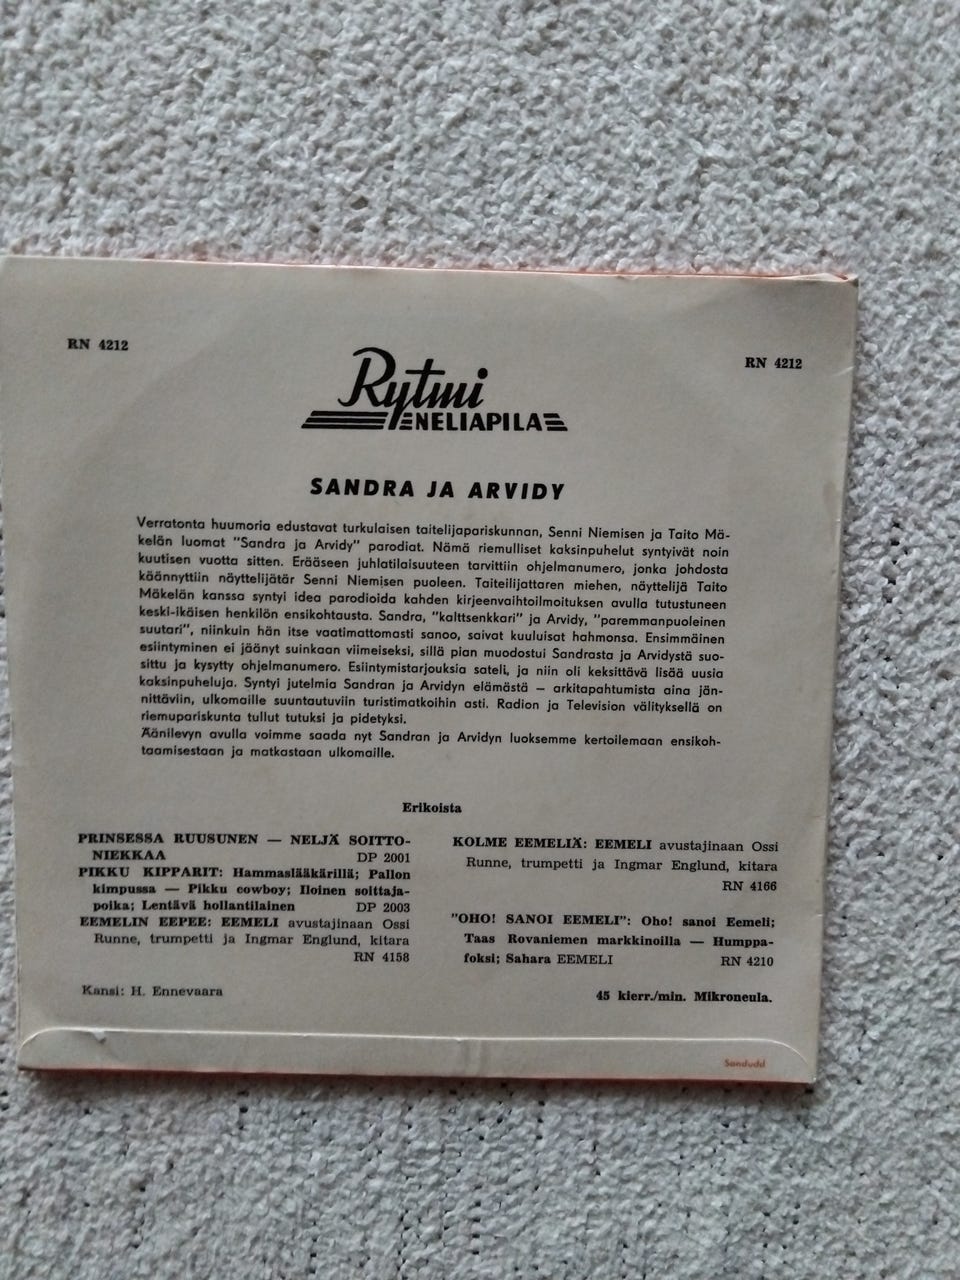 RN 4212
RN 4212
Rytmi
NELIAPILA
SANDRA JA ARVIDY
Verratonta huumoria edustavat turkulaisen taitelijapariskunnan, Senni Niemisen ja Taito Mä-
kelän luomat "Sandra ja Arvidy" parodiat. Nämä riemulliset kaksinpuhelut syntyivät noin
kuutisen vuotta sitten. Erääseen juhlatilaisuuteen tarvittiin ohjelmanumero, jonka johdosta
käännyttiin näyttelijätär Senni Niemisen puoleen. Taiteilijattaren miehen, näyttelijä Taito
Mäkelän kanssa syntyi idea parodioida kahden kirjeenvaihtoilmoituksen avulla tutustuneen
keski-ikäisen henkilön ensikohtausta. Sandra, "kalttsenkkari" ja Arvidy, "paremmanpuoleinen
suutari", niinkuin hän itse vaatimattomasti sanoo, saivat kuuluisat hahmonsa. Ensimmäinen
esiintyminen ei jäänyt suinkaan viimeiseksi, sillä pian muodostui Sandrasta ja Arvidystä suo-
sittu ja kysytty ohjelmanumero. Esiintymistarjouksia sateli, ja niin oli keksittävä lisää uusia
kaksinpuheluja. Syntyi jutelmia Sandran ja Arvidyn elämästä — arkitapahtumista aina jän-
nittäviin, ulkomaille suuntautuviin turistimatkoihin asti. Radion ja Television välityksellä on
riemupariskunta tullut tutuksi ja pidetyksi.
Äänilevyn avulla voimme saada nyt Sandran ja Arvidyn luoksemme kertoilemaan ensikoh-
taamisestaan ja matkastaan ulkomaille.
Erikoista
PRINSESSA RUUSUNEN — NELJÄ SOITTO-
NIEKKAA DP 2001
PIKKU KIPPARIT: Hammaslääkärillä; Pallon
kimpussa — Pikku cowboy; Iloinen soittaja-
poika; Lentävä hollantilainen DP 2003
EEMELIN EEPEE: EEMELI avustajinaan Ossi
Runne, trumpetti ja Ingmar Englund, kitara
RN 4158
KOLME EEMELIÄ: EEMELI avustajinaan Ossi
Runne, trumpetti ja Ingmar Englund, kitara
RN 4166
"OHO! SANOI EEMELI": Oho! sanoi Eemeli;
Taas Rovaniemen markkinoilla — Humppa-
foksi; Sahara EEMELI RN 4210
Kansi: H. Ennevaara
45 kierr./min. Mikroneula.
Sandudd